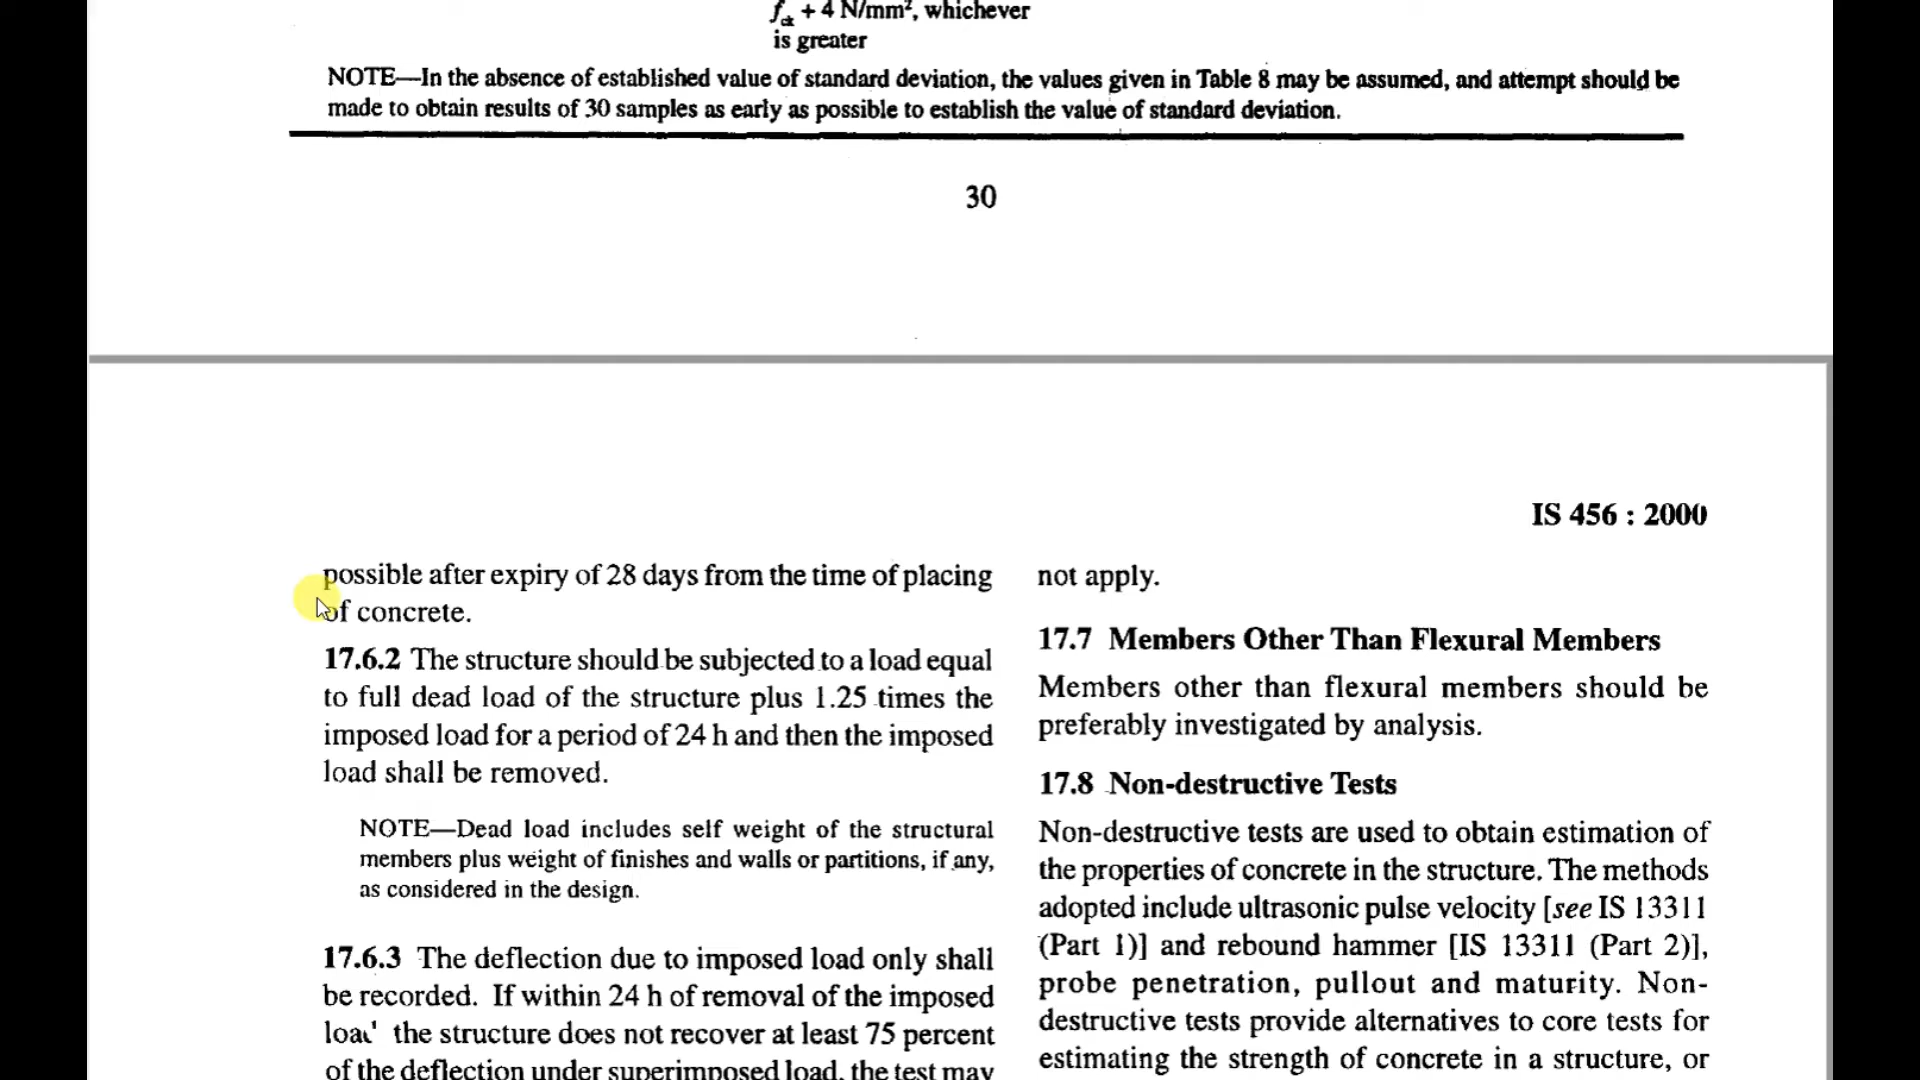 f_ck + 4 N/mm², whichever
is greater
NOTE—In the absence of established value of standard deviation, the values given in Table 8 may be assumed, and attempt should be
made to obtain results of 30 samples as early as possible to establish the value of standard deviation.
30
IS 456 : 2000
possible after expiry of 28 days from the time of placing
of concrete.
17.6.2 The structure should be subjected to a load equal
to full dead load of the structure plus 1.25 times the
imposed load for a period of 24 h and then the imposed
load shall be removed.
NOTE—Dead load includes self weight of the structural
members plus weight of finishes and walls or partitions, if any,
as considered in the design.
17.6.3 The deflection due to imposed load only shall
be recorded. If within 24 h of removal of the imposed
load the structure does not recover at least 75 percent
of the deflection under superimposed load, the test may
not apply.
17.7 Members Other Than Flexural Members
Members other than flexural members should be
preferably investigated by analysis.
17.8 Non-destructive Tests
Non-destructive tests are used to obtain estimation of
the properties of concrete in the structure. The methods
adopted include ultrasonic pulse velocity [see IS 13311
(Part 1)] and rebound hammer [IS 13311 (Part 2)],
probe penetration, pullout and maturity. Non-
destructive tests provide alternatives to core tests for
estimating the strength of concrete in a structure, or